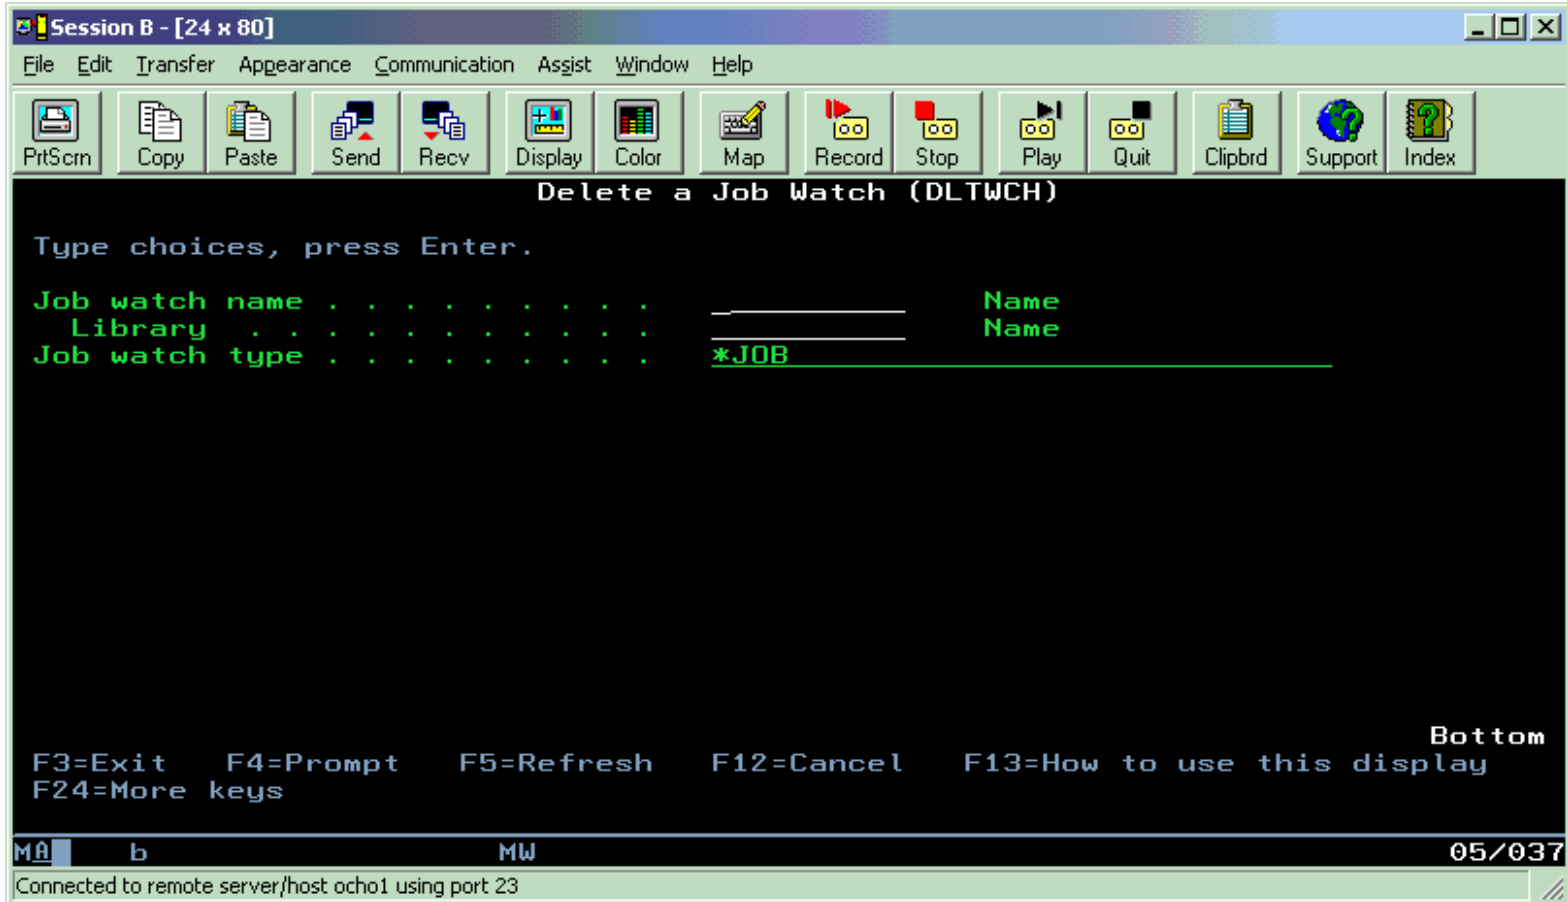 Session B - [24 x 80]
File Edit Transfer Appearance Communication Assist Window Help
PrtScrn Copy Paste Send Recv Display Color Map Record Stop Play Quit Clipbrd Support Index
Delete a Job Watch (DLTWCH)
Type choices, press Enter.
Job watch name . . . . . . . . . _ Name
Library . . . . . . . . . . . Name
Job watch type . . . . . . . . . *JOB
Bottom
F3=Exit F4=Prompt F5=Refresh F12=Cancel F13=How to use this display
F24=More keys
MA b MW 05/037
Connected to remote server/host ocho1 using port 23